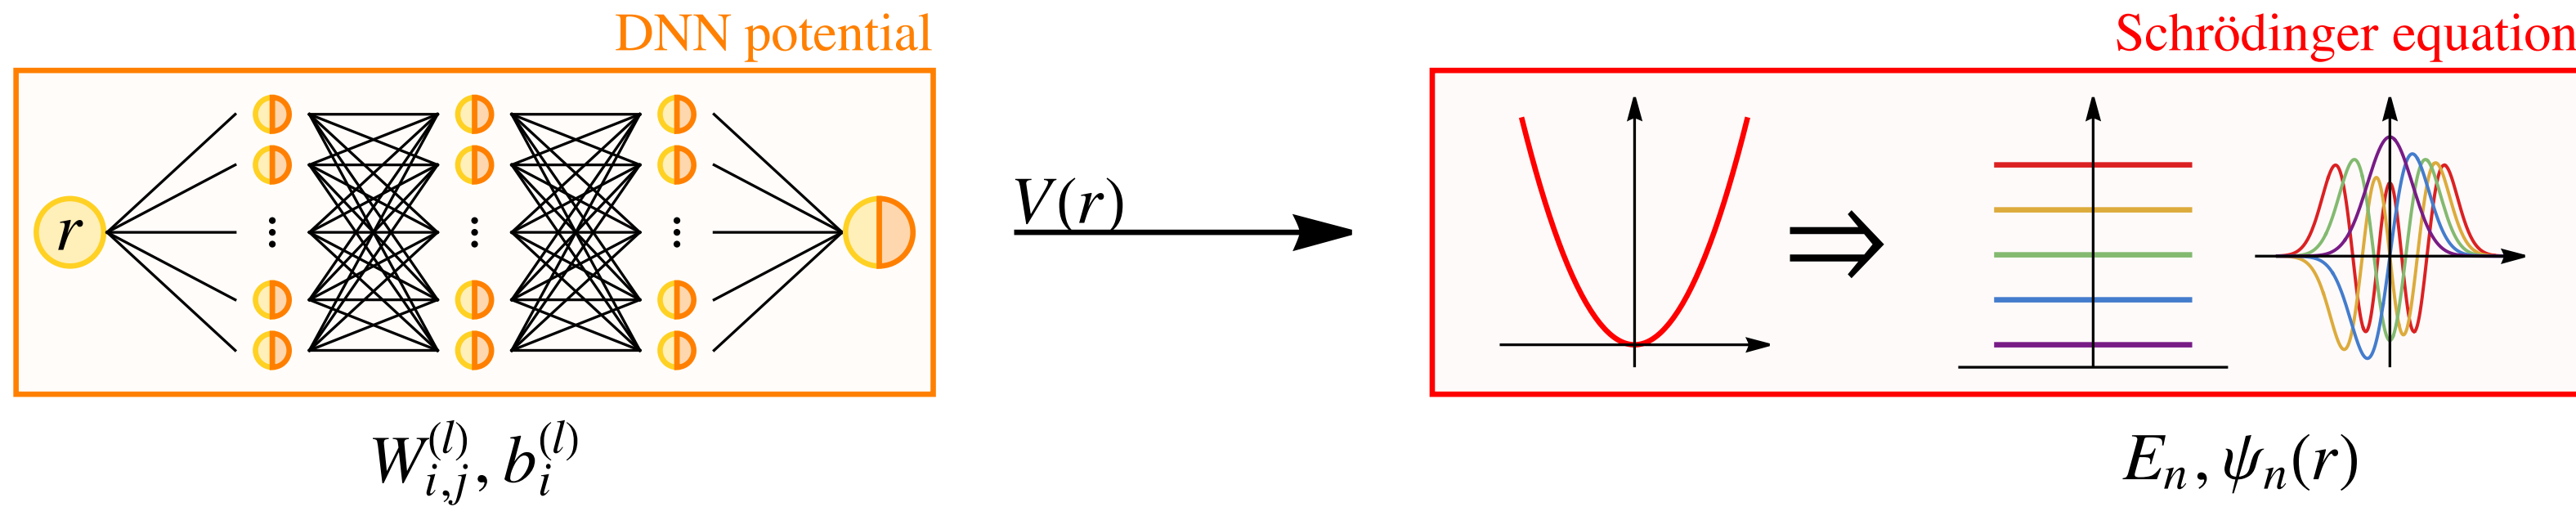 DNN potential
Schrödinger equation
r
V(r)
W_{i,j}^{(l)}, b_i^{(l)}
E_n, ψ_n(r)